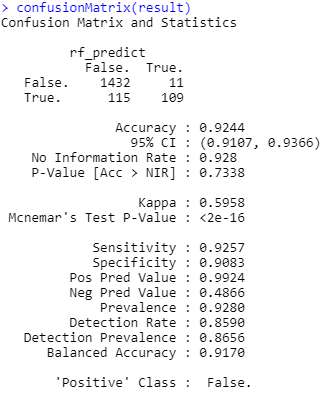 > confusionMatrix(result)
Confusion Matrix and Statistics
rf_predict
False. True.
False. 1432 11
True. 115 109
Accuracy : 0.9244
95% CI : (0.9107, 0.9366)
No Information Rate : 0.928
P-Value [Acc > NIR] : 0.7338
Kappa : 0.5958
Mcnemar's Test P-Value : <2e-16
Sensitivity : 0.9257
Specificity : 0.9083
Pos Pred Value : 0.9924
Neg Pred Value : 0.4866
Prevalence : 0.9280
Detection Rate : 0.8590
Detection Prevalence : 0.8656
Balanced Accuracy : 0.9170
'Positive' Class : False.